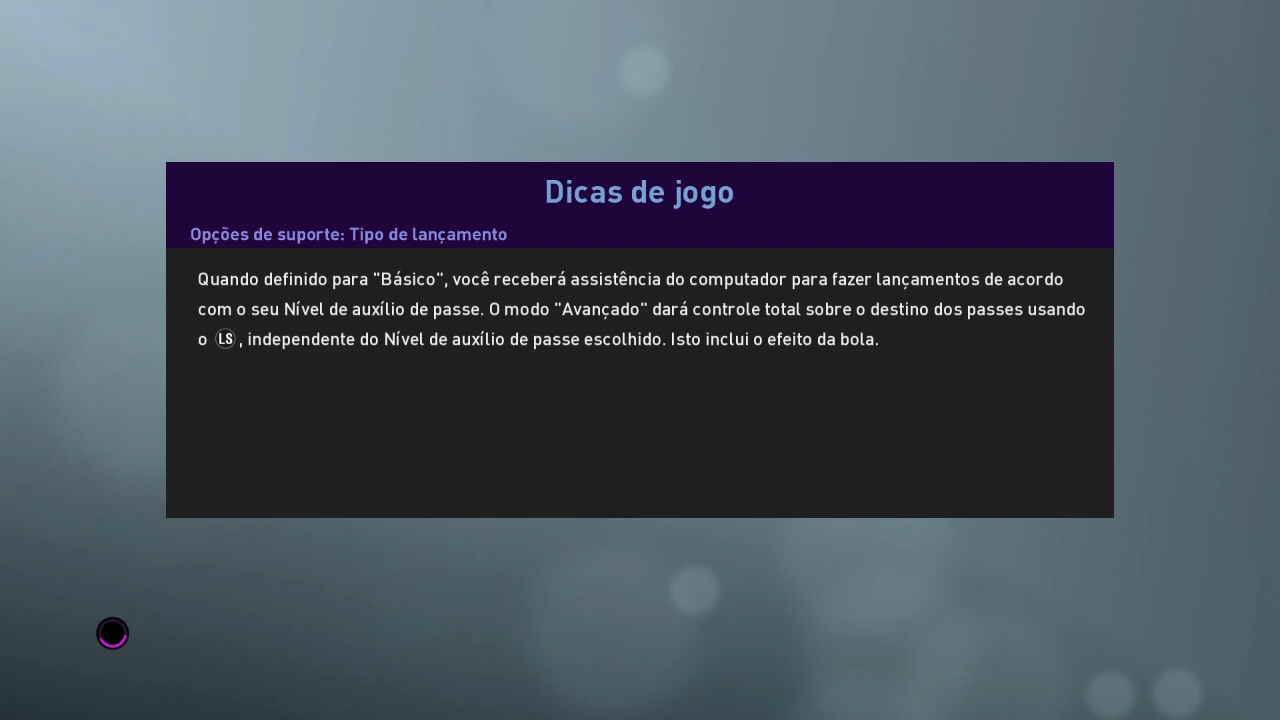 Dicas de jogo
Opções de suporte: Tipo de lançamento
Quando definido para "Básico", você receberá assistência do computador para fazer lançamentos de acordo
com o seu Nível de auxílio de passe. O modo "Avançado" dará controle total sobre o destino dos passes usando
o LS, independente do Nível de auxílio de passe escolhido. Isto inclui o efeito da bola.